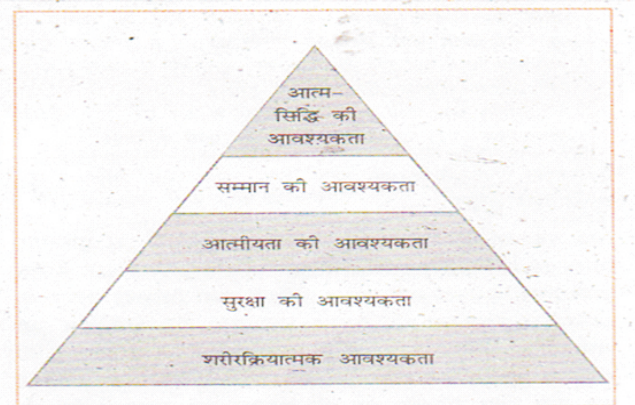 आत्म-
सिद्धि की
आवश्यकता
सम्मान की आवश्यकता
आत्मीयता की आवश्यकता
सुरक्षा की आवश्यकता
शरीरक्रियात्मक आवश्यकता